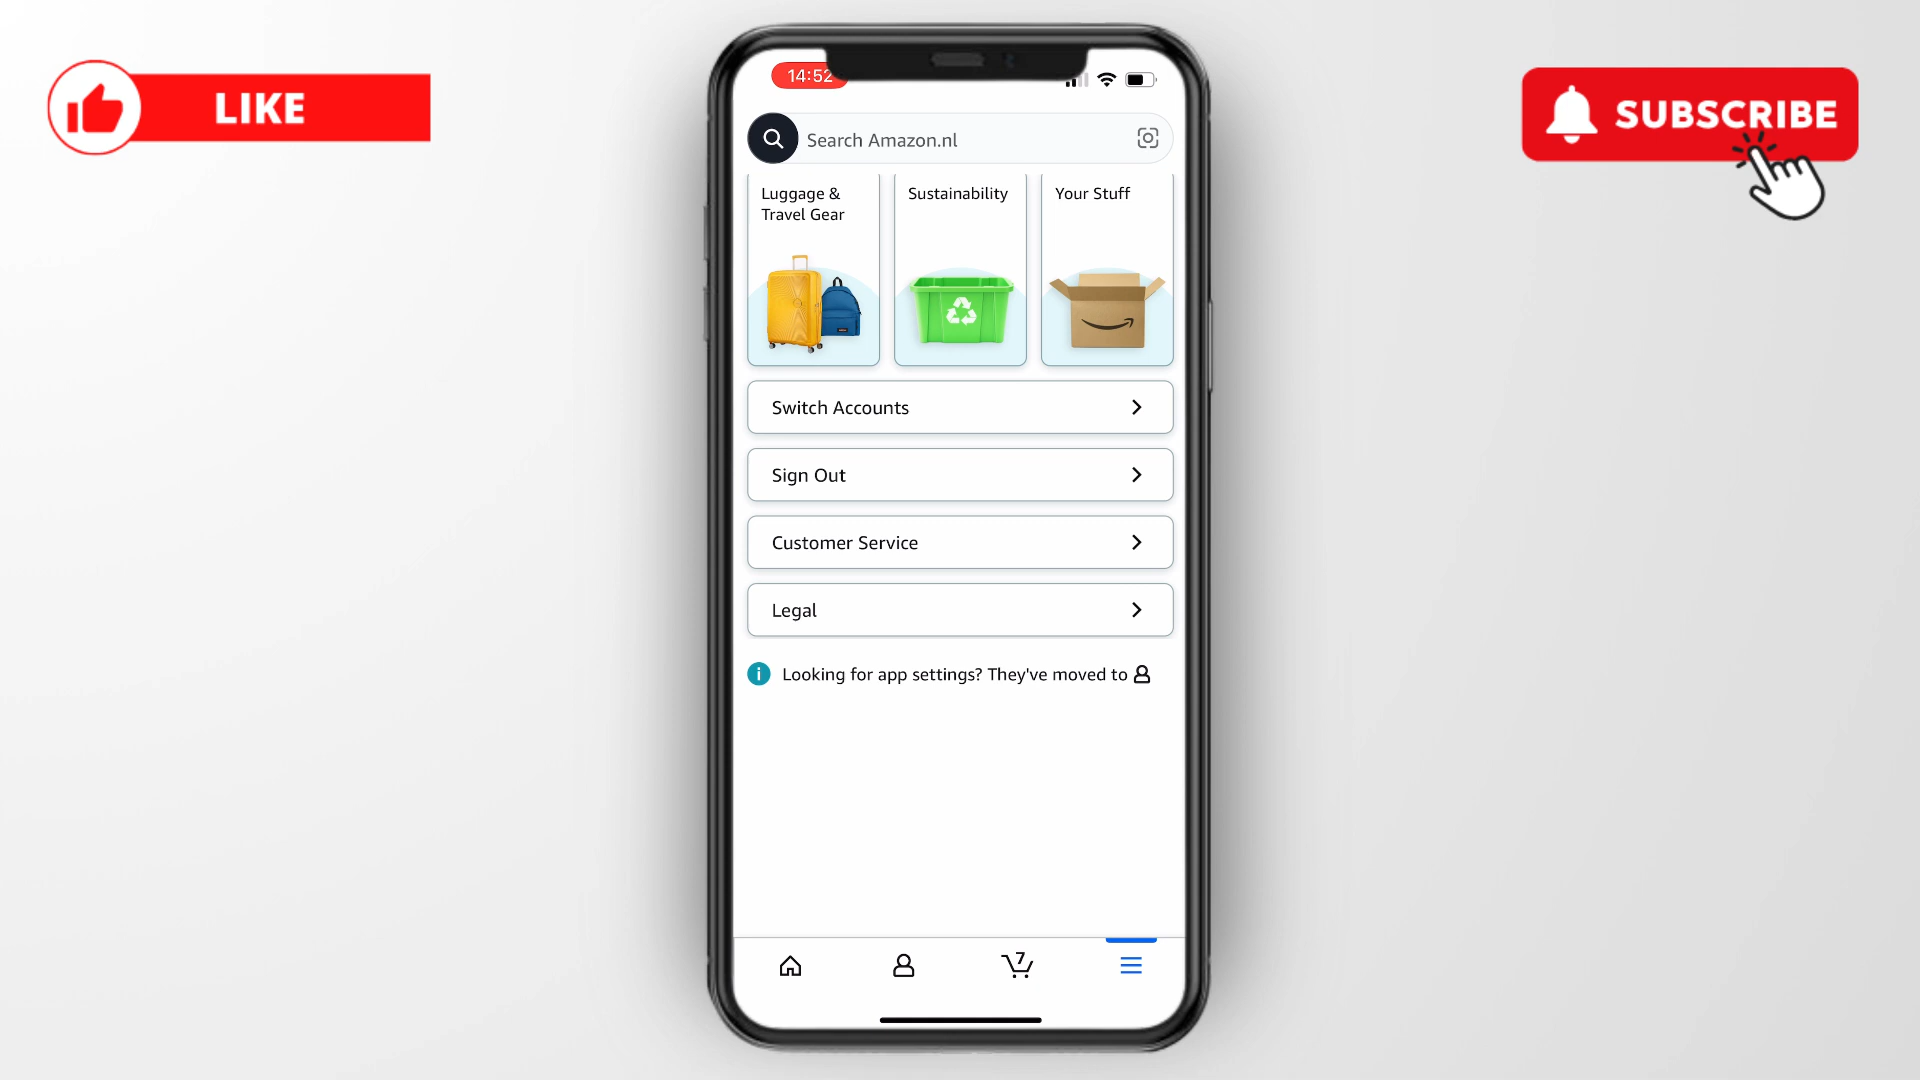 LIKE
SUBSCRIBE
14:52
Search Amazon.nl
Luggage &
Travel Gear
Sustainability
Your Stuff
Switch Accounts
Sign Out
Customer Service
Legal
Looking for app settings? They've moved to
7